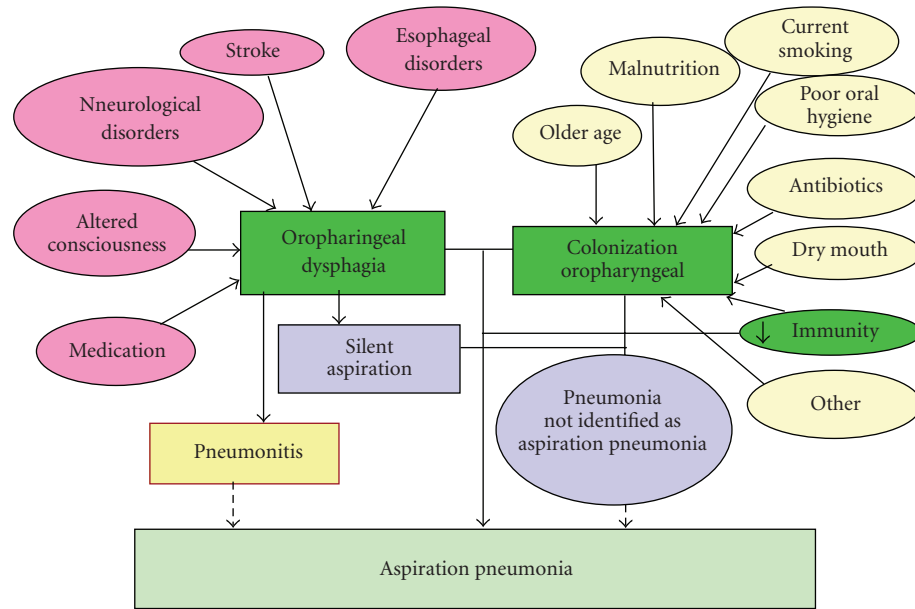 Stroke
Esophageal
disorders
Current
smoking
Malnutrition
Nneurological
disorders
Poor oral
hygiene
Older age
Antibiotics
Altered
consciousness
Oropharingeal
dysphagia
Colonization
oropharyngeal
Dry mouth
Medication
Silent
aspiration
↓ Immunity
Pneumonia
not identified as
aspiration pneumonia
Other
Pneumonitis
Aspiration pneumonia